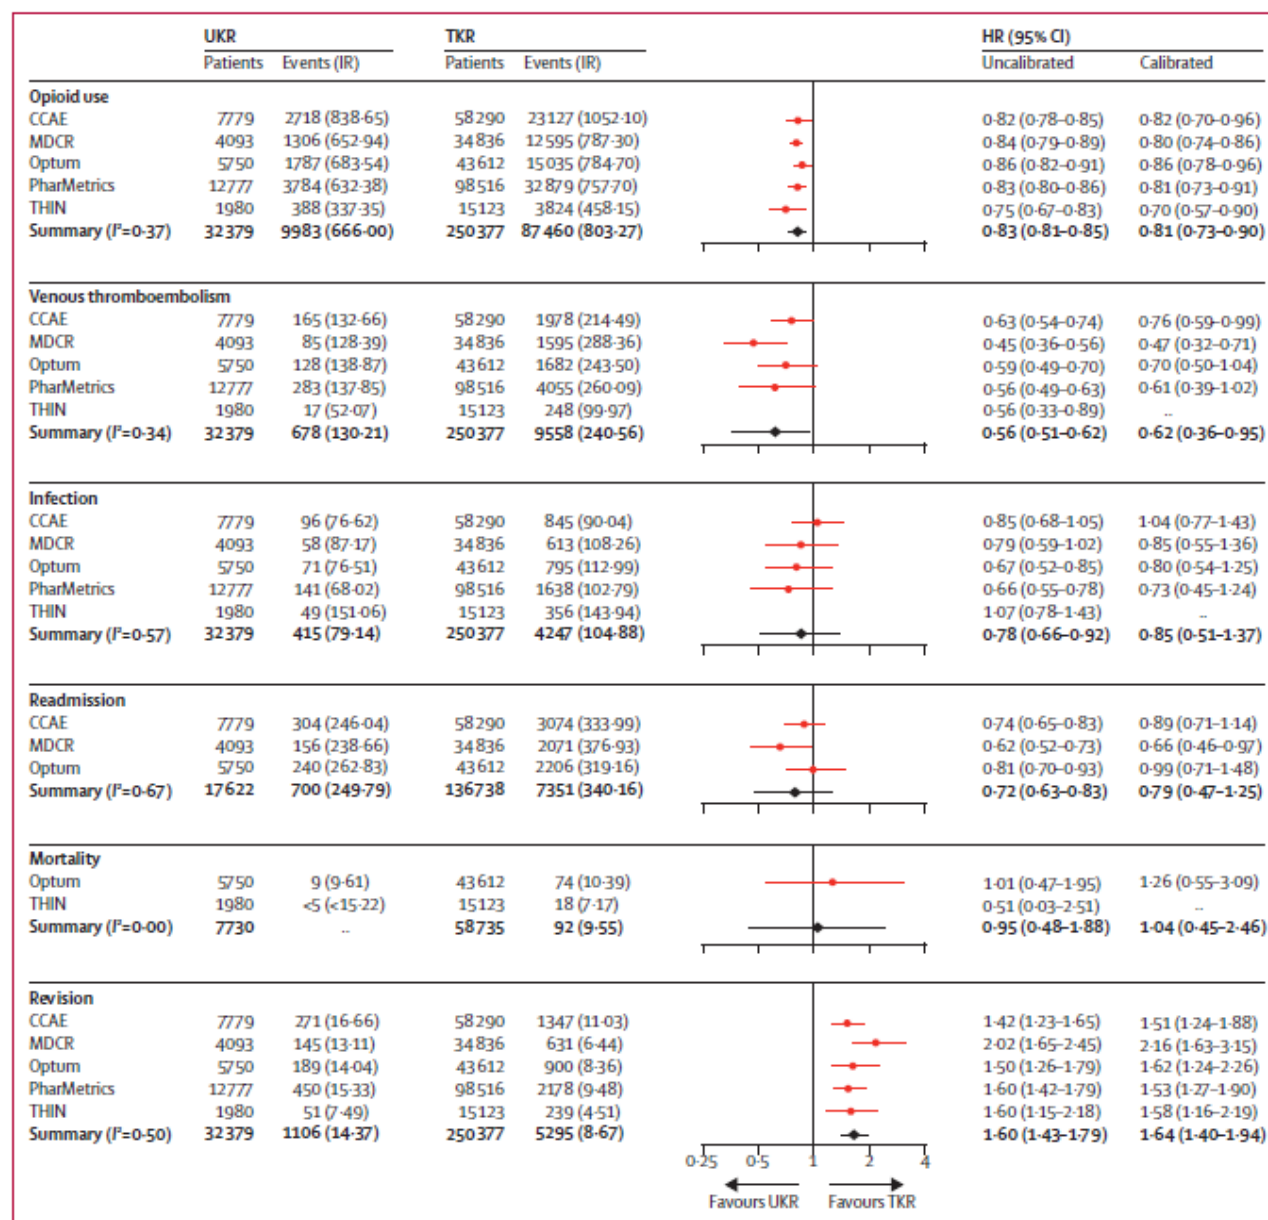 UKR TKR HR (95% CI)
Patients Events (IR) Patients Events (IR) Uncalibrated Calibrated
Opioid use
CCAE 7779 2718 (838·65) 58290 23127 (1052·10) 0·82 (0·78–0·85) 0·82 (0·70–0·96)
MDCR 4093 1306 (652·94) 34836 12595 (787·30) 0·84 (0·79–0·89) 0·80 (0·74–0·86)
Optum 5750 1787 (683·54) 43612 15035 (784·70) 0·86 (0·82–0·91) 0·86 (0·78–0·96)
PharMetrics 12777 3784 (632·38) 98516 32879 (757·70) 0·83 (0·80–0·86) 0·81 (0·73–0·91)
THIN 1980 388 (337·35) 15123 3824 (458·15) 0·75 (0·67–0·83) 0·70 (0·57–0·90)
Summary (I²=0·37) 32379 9983 (666·00) 250377 87460 (803·27) 0·83 (0·81–0·85) 0·81 (0·73–0·90)
Venous thromboembolism
CCAE 7779 165 (132·66) 58290 1978 (214·49) 0·63 (0·54–0·74) 0·76 (0·59–0·99)
MDCR 4093 85 (128·39) 34836 1595 (288·36) 0·45 (0·36–0·56) 0·47 (0·32–0·71)
Optum 5750 128 (138·87) 43612 1682 (243·50) 0·59 (0·49–0·70) 0·70 (0·50–1·04)
PharMetrics 12777 283 (137·85) 98516 4055 (260·09) 0·56 (0·49–0·63) 0·61 (0·39–1·02)
THIN 1980 17 (52·07) 15123 248 (99·97) 0·56 (0·33–0·89) ..
Summary (I²=0·34) 32379 678 (130·21) 250377 9558 (240·56) 0·56 (0·51–0·62) 0·62 (0·36–0·95)
Infection
CCAE 7779 96 (76·62) 58290 845 (90·04) 0·85 (0·68–1·05) 1·04 (0·77–1·43)
MDCR 4093 58 (87·17) 34836 613 (108·26) 0·79 (0·59–1·02) 0·85 (0·55–1·36)
Optum 5750 71 (76·51) 43612 795 (112·99) 0·67 (0·52–0·85) 0·80 (0·54–1·25)
PharMetrics 12777 141 (68·02) 98516 1638 (102·79) 0·66 (0·55–0·78) 0·73 (0·45–1·24)
THIN 1980 49 (151·06) 15123 356 (143·94) 1·07 (0·78–1·43) ..
Summary (I²=0·57) 32379 415 (79·14) 250377 4247 (104·88) 0·78 (0·66–0·92) 0·85 (0·51–1·37)
Readmission
CCAE 7779 304 (246·04) 58290 3074 (333·99) 0·74 (0·65–0·83) 0·89 (0·71–1·14)
MDCR 4093 156 (238·66) 34836 2071 (376·93) 0·62 (0·52–0·73) 0·66 (0·46–0·97)
Optum 5750 240 (262·83) 43612 2206 (319·16) 0·81 (0·70–0·93) 0·99 (0·71–1·48)
Summary (I²=0·67) 17622 700 (249·79) 136738 7351 (340·16) 0·72 (0·63–0·83) 0·79 (0·47–1·25)
Mortality
Optum 5750 9 (9·61) 43612 74 (10·39) 1·01 (0·47–1·95) 1·26 (0·55–3·09)
THIN 1980 <5 (<15·22) 15123 18 (7·17) 0·51 (0·03–2·51) ..
Summary (I²=0·00) 7730 .. 58735 92 (9·55) 0·95 (0·48–1·88) 1·04 (0·45–2·46)
Revision
CCAE 7779 271 (16·66) 58290 1347 (11·03) 1·42 (1·23–1·65) 1·51 (1·24–1·88)
MDCR 4093 145 (13·11) 34836 631 (6·44) 2·02 (1·65–2·45) 2·16 (1·63–3·15)
Optum 5750 189 (14·04) 43612 900 (8·36) 1·50 (1·26–1·79) 1·62 (1·24–2·26)
PharMetrics 12777 450 (15·33) 98516 2178 (9·48) 1·60 (1·42–1·79) 1·53 (1·27–1·90)
THIN 1980 51 (7·49) 15123 239 (4·51) 1·60 (1·15–2·18) 1·58 (1·16–2·19)
Summary (I²=0·50) 32379 1106 (14·37) 250377 5295 (8·67) 1·60 (1·43–1·79) 1·64 (1·40–1·94)
0·25 0·5 1 2 4
Favours UKR Favours TKR